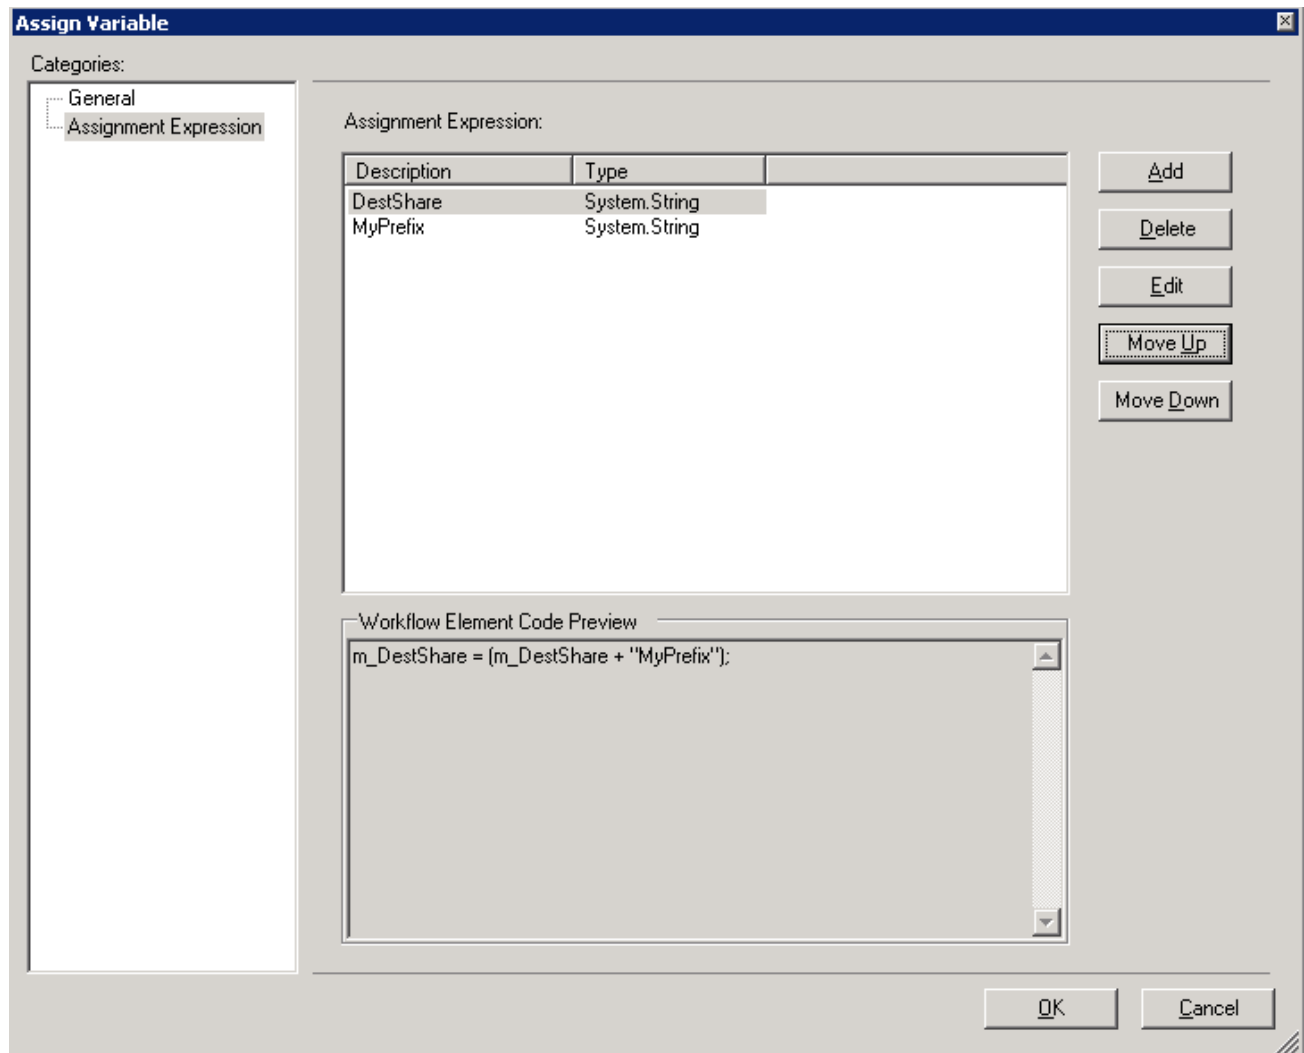 Assign Variable
Categories:
General
Assignment Expression
Assignment Expression:
Description Type
DestShare System.String
MyPrefix System.String
Add
Delete
Edit
Move Up
Move Down
Workflow Element Code Preview
m_DestShare = (m_DestShare + "MyPrefix");
OK Cancel